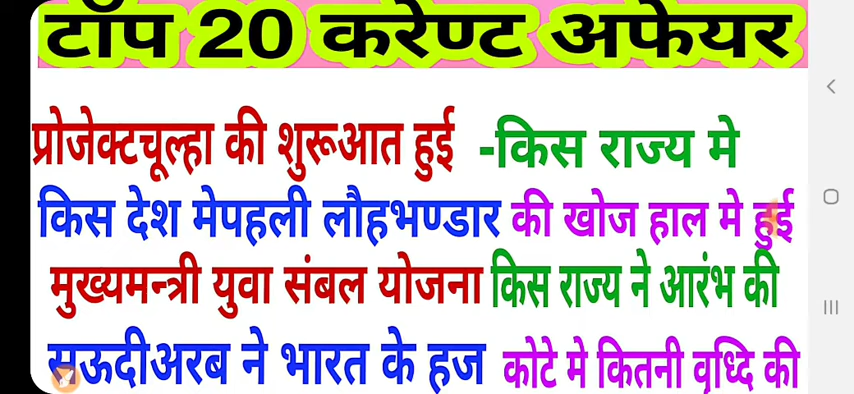 टॉप 20 करेण्ट अफेयर
प्रोजेक्टचूल्हा की शुरूआत हुई -किस राज्य मे
किस देश मेपहली लौहभण्डार की खोज हाल मे हुई
मुख्यमन्त्री युवा संबल योजना किस राज्य ने आरंभ की
सऊदीअरब ने भारत के हज कोटे मे कितनी वृध्दि की